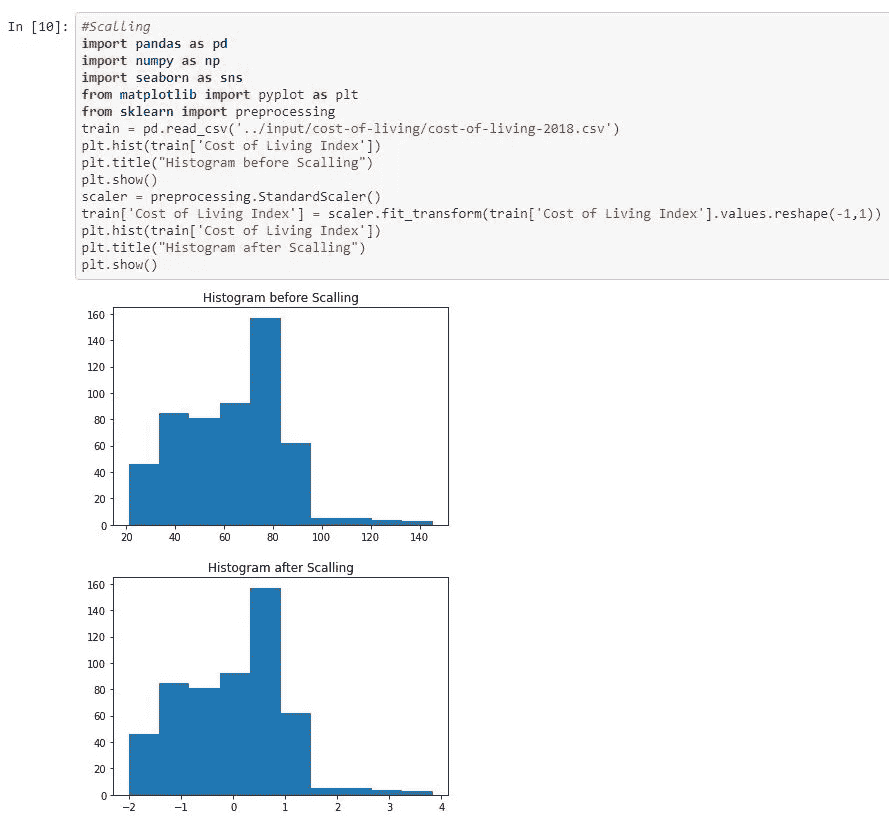 In [10]: #Scalling
import pandas as pd
import numpy as np
import seaborn as sns
from matplotlib import pyplot as plt
from sklearn import preprocessing
train = pd.read_csv('../input/cost-of-living/cost-of-living-2018.csv')
plt.hist(train['Cost of Living Index'])
plt.title("Histogram before Scalling")
plt.show()
scaler = preprocessing.StandardScaler()
train['Cost of Living Index'] = scaler.fit_transform(train['Cost of Living Index'].values.reshape(-1,1))
plt.hist(train['Cost of Living Index'])
plt.title("Histogram after Scalling")
plt.show()
Histogram before Scalling
160
140
120
100
80
60
40
20
0
20 40 60 80 100 120 140
Histogram after Scalling
160
140
120
100
80
60
40
20
0
−2 −1 0 1 2 3 4